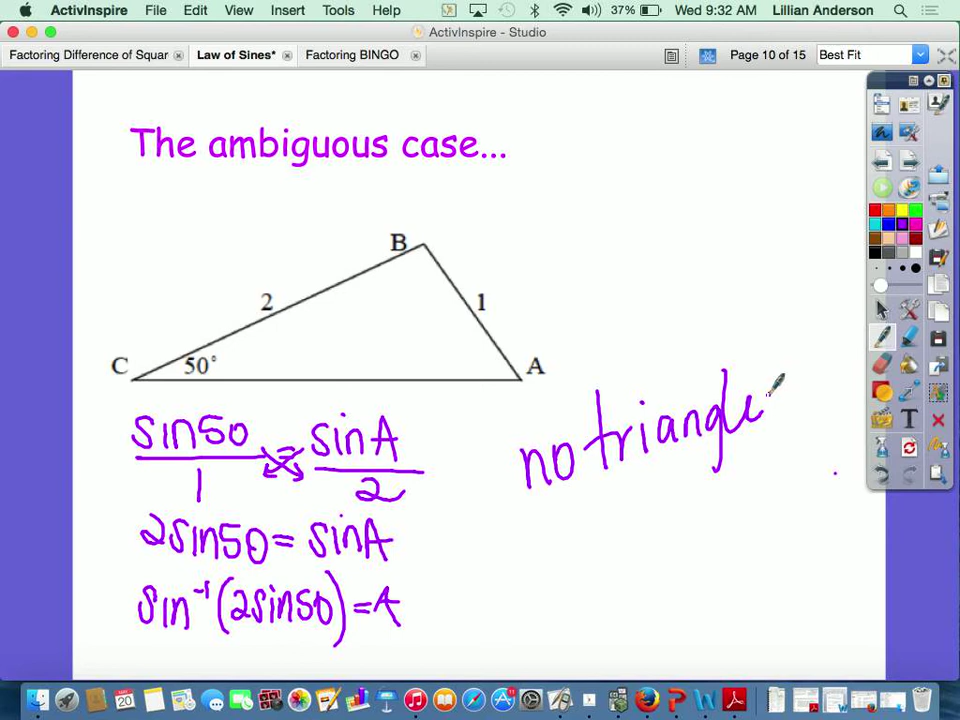 ActivInspire File Edit View Insert Tools Help 37% Wed 9:32 AM Lillian Anderson
ActivInspire - Studio
Factoring Difference of Squar Law of Sines* Factoring BINGO Page 10 of 15 Best Fit
The ambiguous case...
B
2 1
C 50° A
sin50/1 = sinA/2
no triangle
2sin50 = sinA
sin⁻¹(2sin50) = A